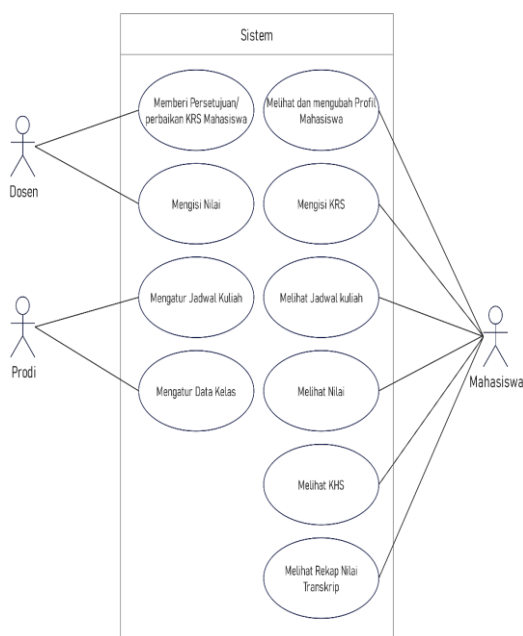 Sistem
Memberi Persetujuan/
perbaikan KRS Mahasiswa
Melihat dan mengubah Profil
Mahasiswa
Dosen
Mengisi Nilai
Mengisi KRS
Mengatur Jadwal Kuliah
Melihat Jadwal kuliah
Prodi
Mahasiswa
Mengatur Data Kelas
Melihat Nilai
Melihat KHS
Melihat Rekap Nilai
Transkrip